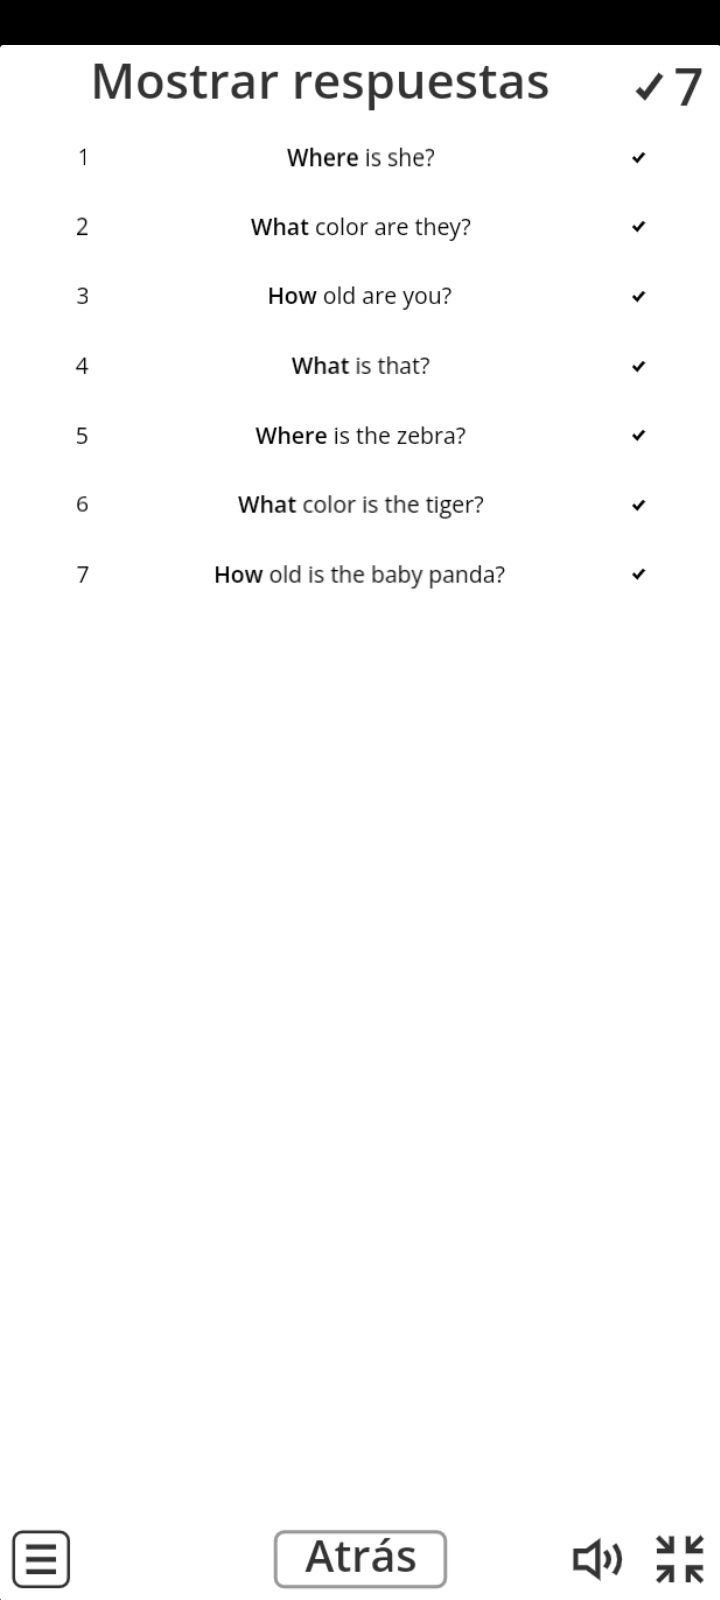 Mostrar respuestas ✓ 7
1 Where is she? ✓
2 What color are they? ✓
3 How old are you? ✓
4 What is that? ✓
5 Where is the zebra? ✓
6 What color is the tiger? ✓
7 How old is the baby panda? ✓
Atrás